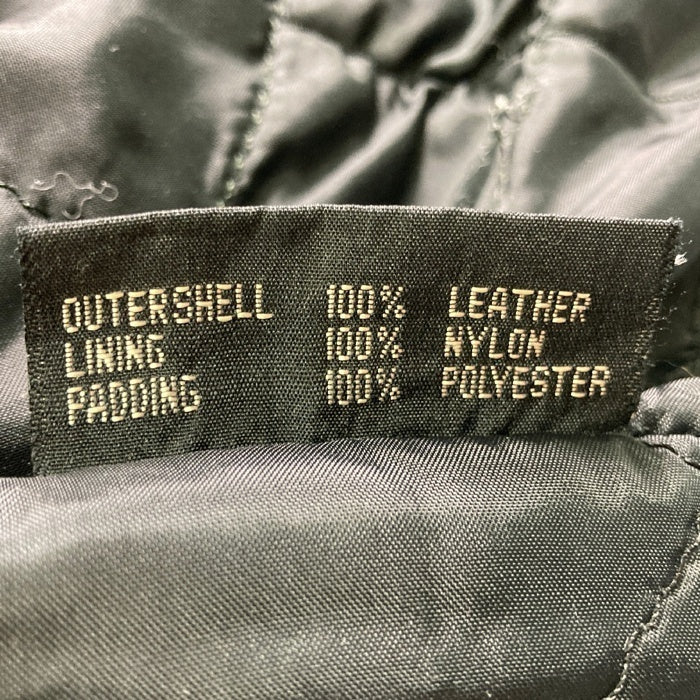 OUTERSHELL 100% LEATHER
LINING 100% NYLON
PADDING 100% POLYESTER